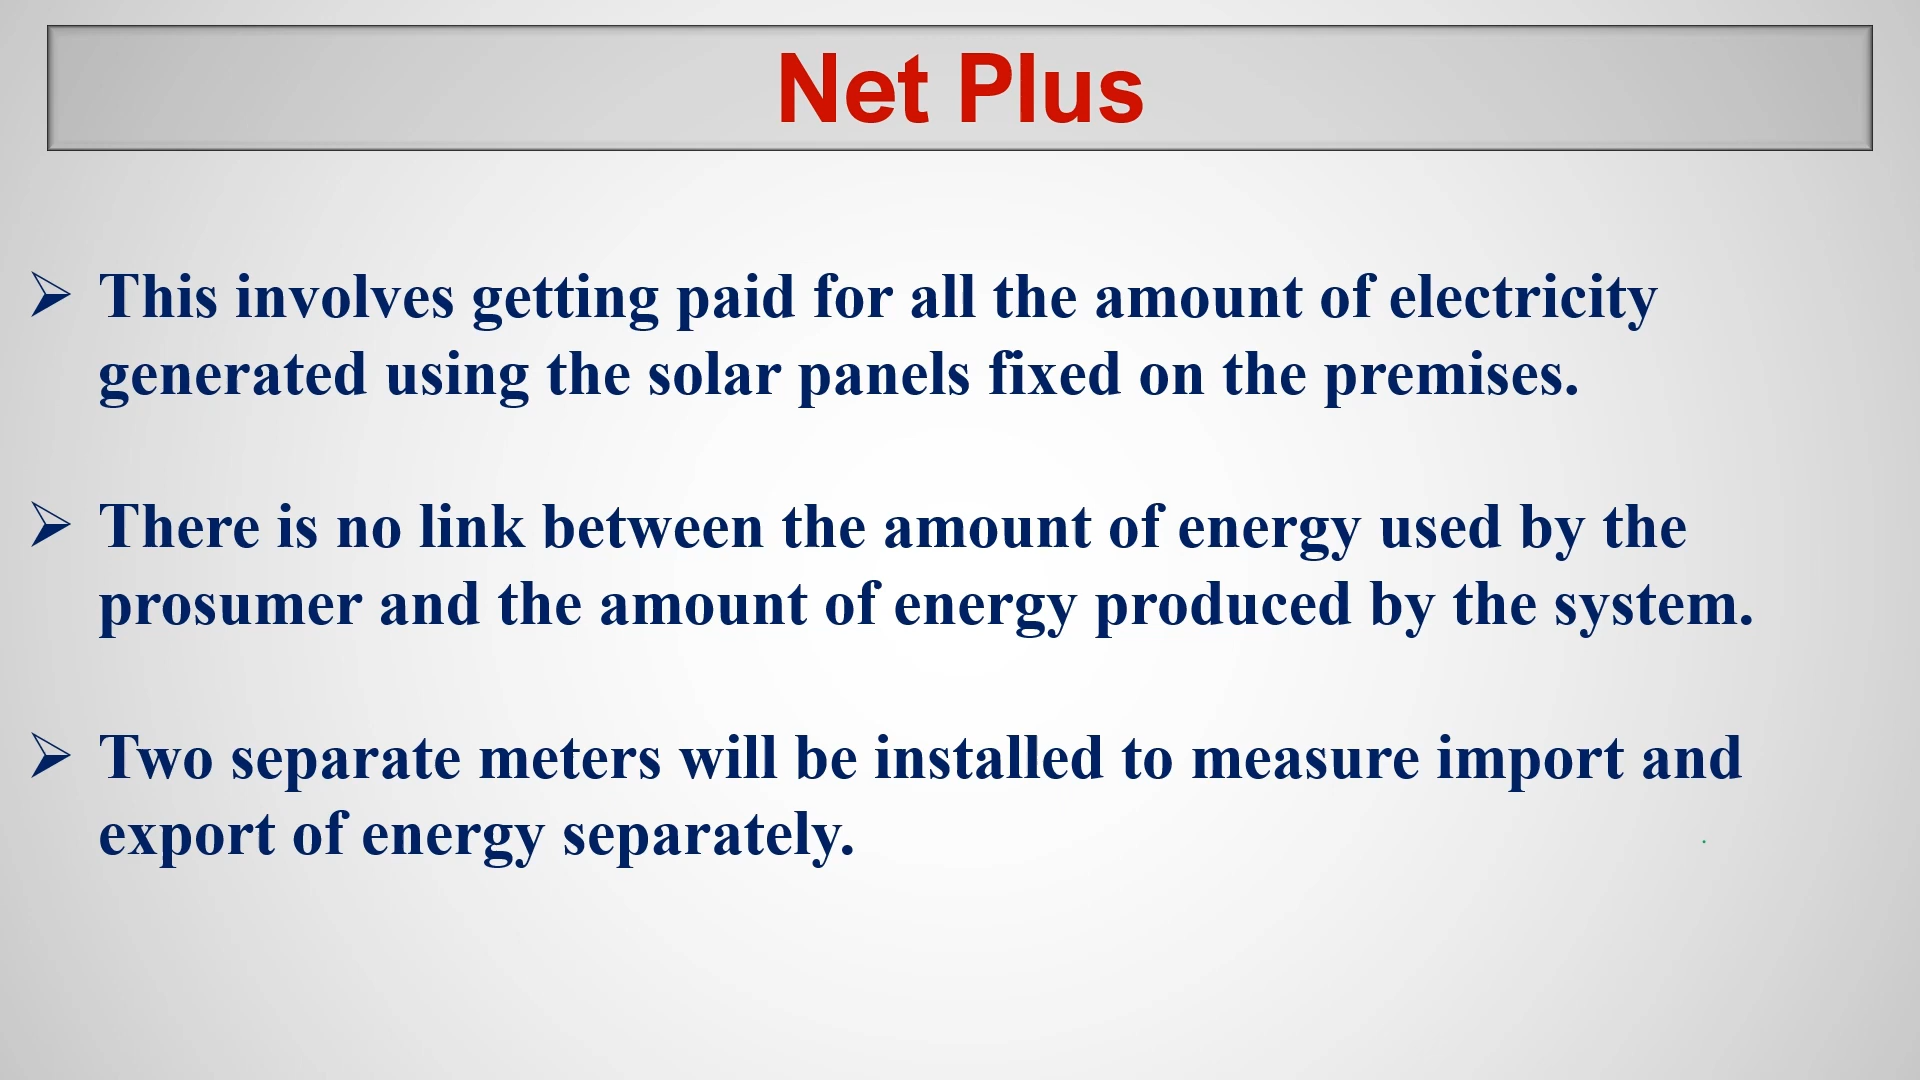 Net Plus
➢ This involves getting paid for all the amount of electricity
generated using the solar panels fixed on the premises.
➢ There is no link between the amount of energy used by the
prosumer and the amount of energy produced by the system.
➢ Two separate meters will be installed to measure import and
export of energy separately.